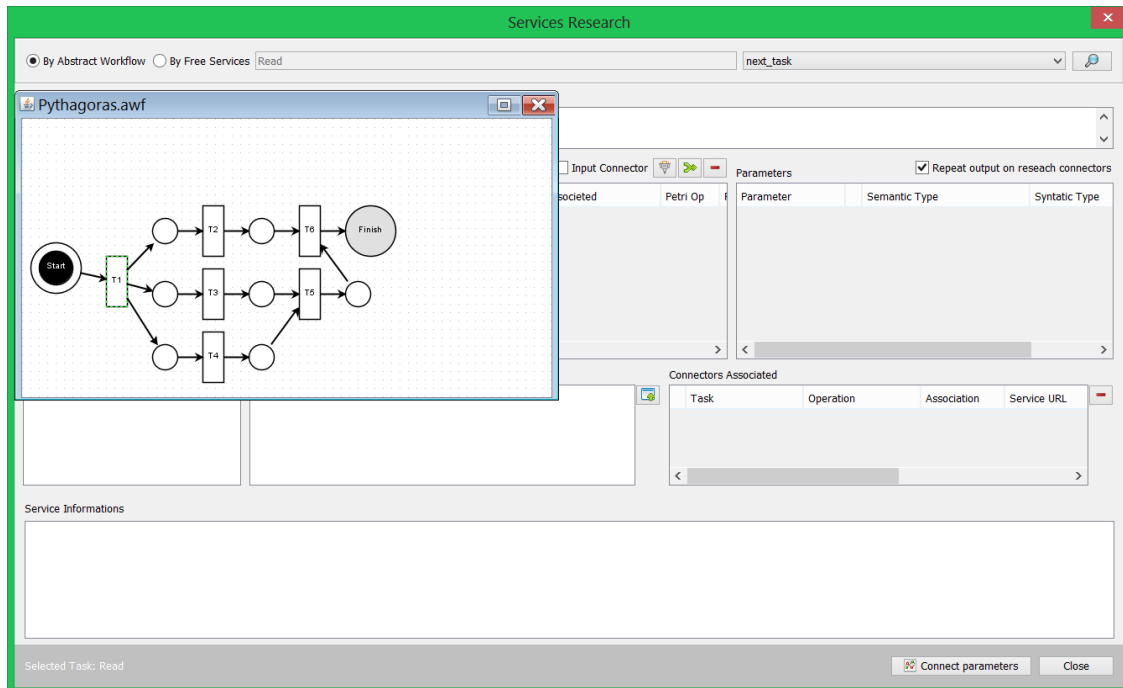 Services Research
By Abstract Workflow By Free Services Read next_task
Pythagoras.awf
Input Connector Parameters Repeat output on reseach connectors
societed Petri Op Parameter Semantic Type Syntatic Type
T2 T6 Finish
Start T1
T3 T5
T4
Connectors Associated
Task Operation Association Service URL
Service Informations
Selected Task: Read Connect parameters Close